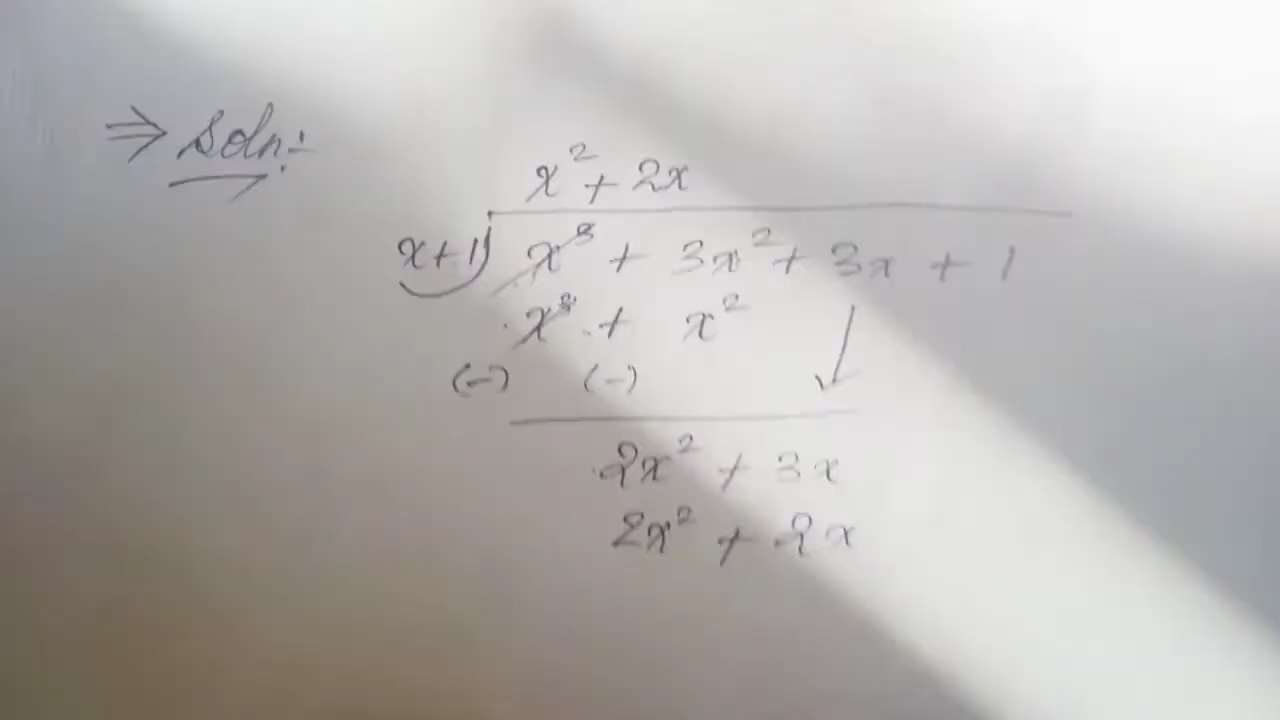 ⇒ Soln:-
x² + 2x
x+1) x³ + 3x² + 3x + 1
x³ + x²
(-) (-)
2x² + 3x
2x² + 2x